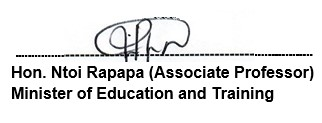 Hon. Ntoi Rapapa (Associate Professor)
Minister of Education and Training